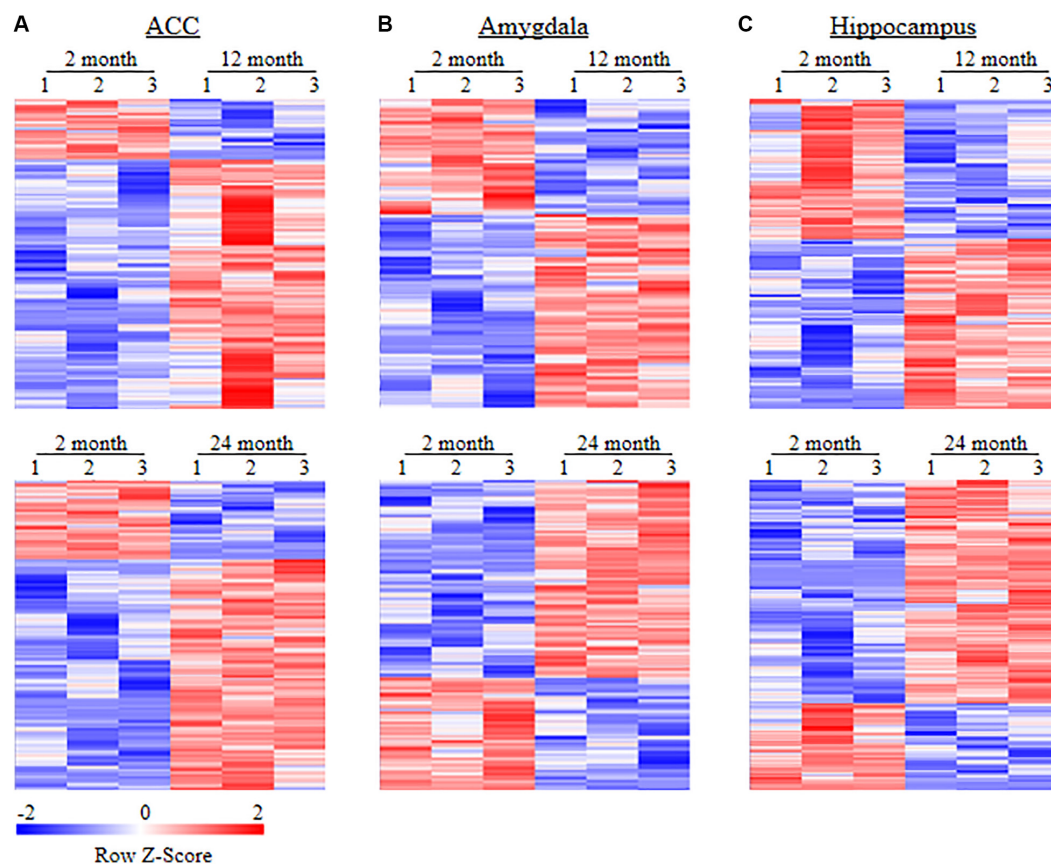 A ACC B Amygdala C Hippocampus
2 month 12 month 2 month 12 month 2 month 12 month
1 2 3 1 2 3 1 2 3 1 2 3 1 2 3 1 2 3
2 month 24 month 2 month 24 month 2 month 24 month
1 2 3 1 2 3 1 2 3 1 2 3 1 2 3 1 2 3
-2 0 2
Row Z-Score